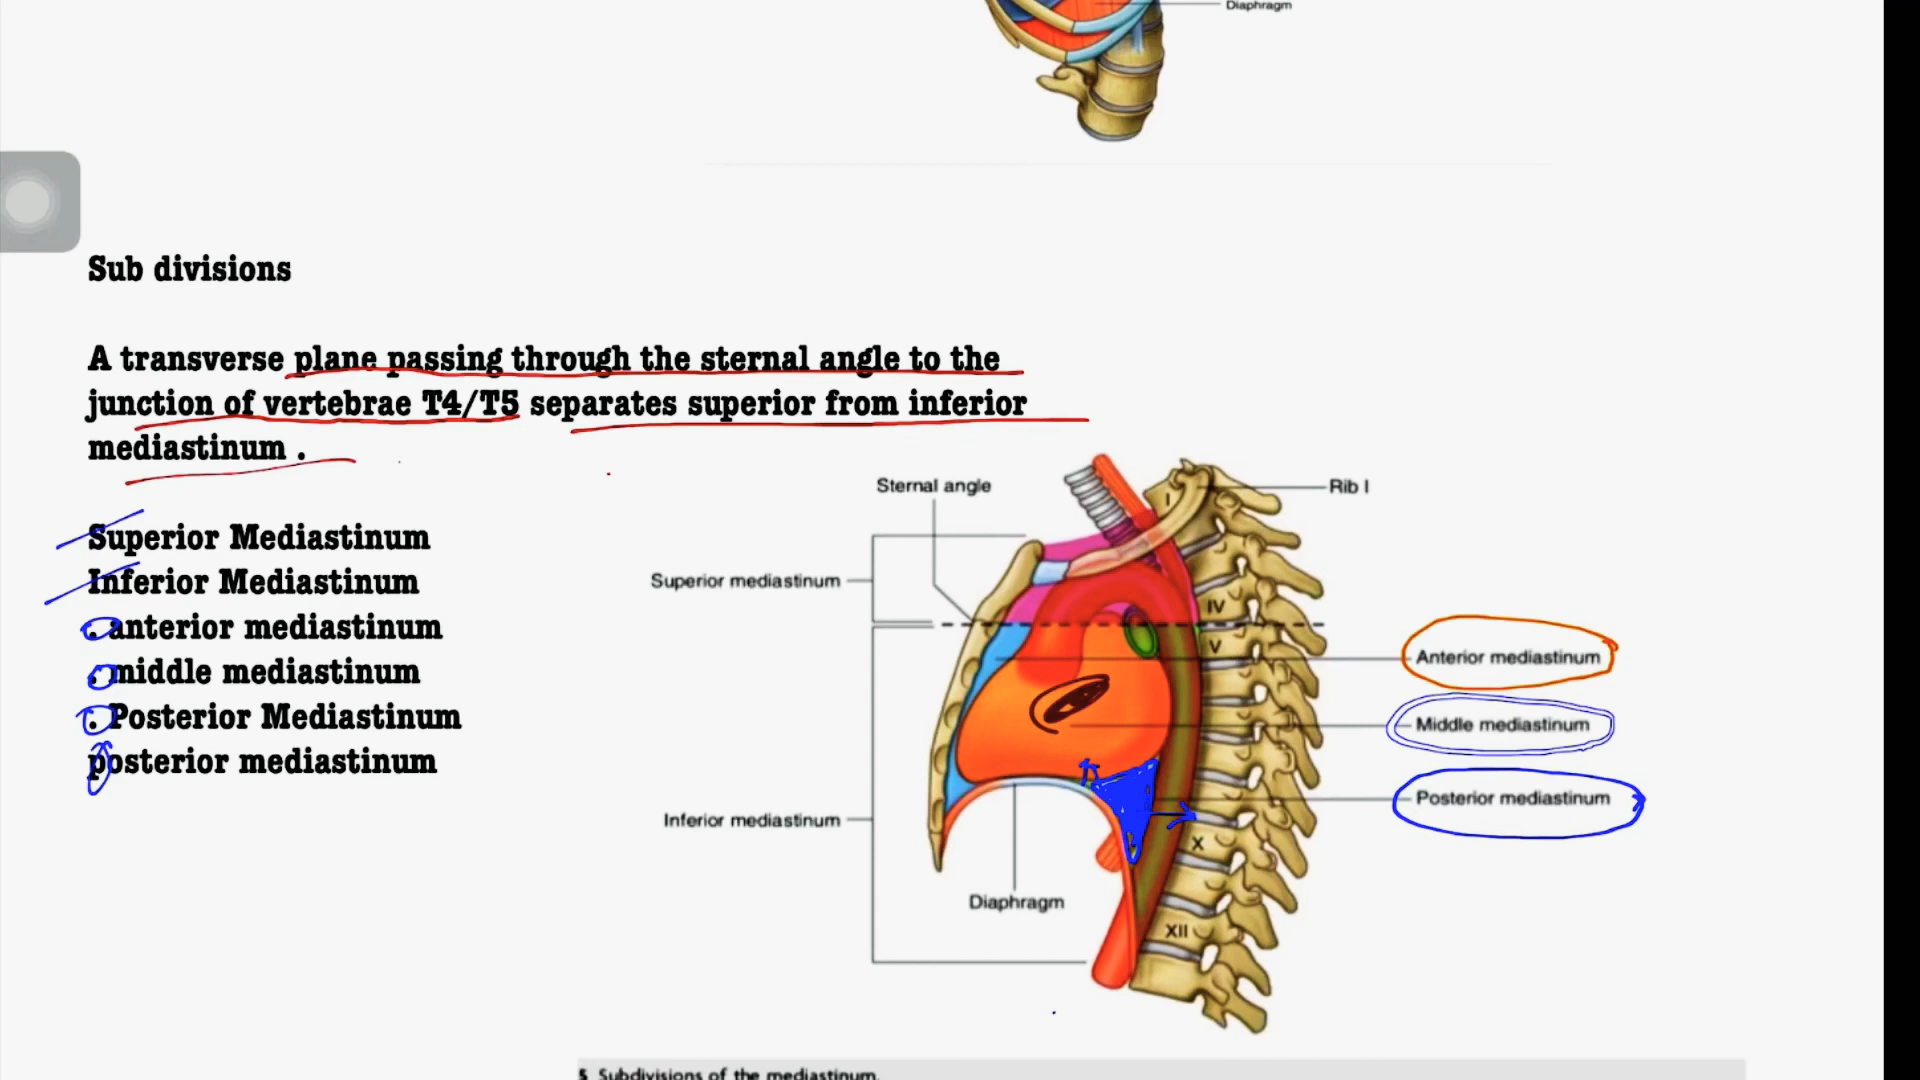 Diaphragm
Sub divisions
A transverse plane passing through the sternal angle to the
junction of vertebrae T4/T5 separates superior from inferior
mediastinum .
Superior Mediastinum
Inferior Mediastinum
. anterior mediastinum
. middle mediastinum
. Posterior Mediastinum
posterior mediastinum
Sternal angle
Rib I
I
Superior mediastinum
IV
V
Anterior mediastinum
Middle mediastinum
Posterior mediastinum
Inferior mediastinum
X
Diaphragm
XII
5 Subdivisions of the mediastinum.